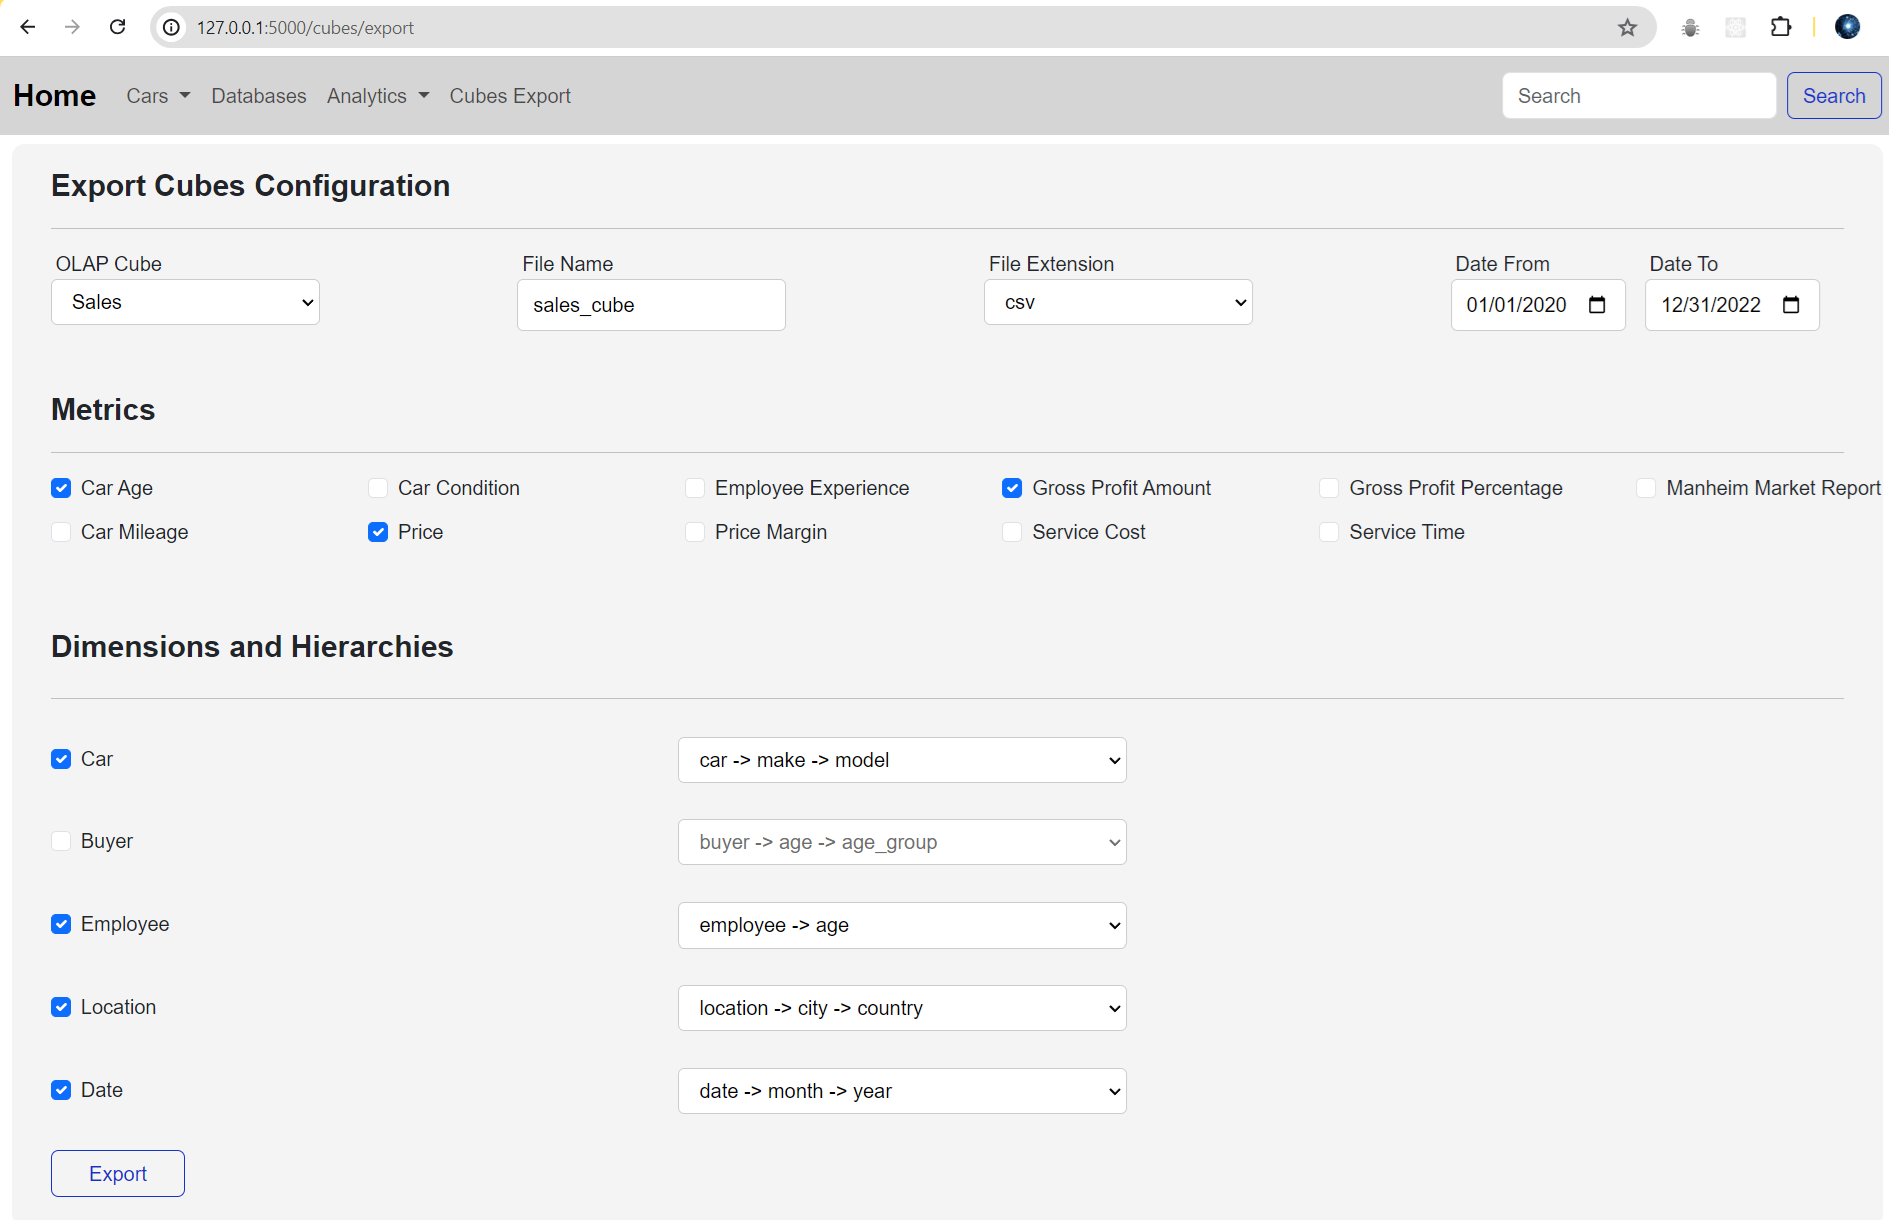 127.0.0.1:5000/cubes/export
Home Cars Databases Analytics Cubes Export Search Search
Export Cubes Configuration
OLAP Cube File Name File Extension Date From Date To
Sales sales_cube csv 01/01/2020 12/31/2022
Metrics
Car Age Car Condition Employee Experience Gross Profit Amount Gross Profit Percentage Manheim Market Report
Car Mileage Price Price Margin Service Cost Service Time
Dimensions and Hierarchies
Car car -> make -> model
Buyer buyer -> age -> age_group
Employee employee -> age
Location location -> city -> country
Date date -> month -> year
Export